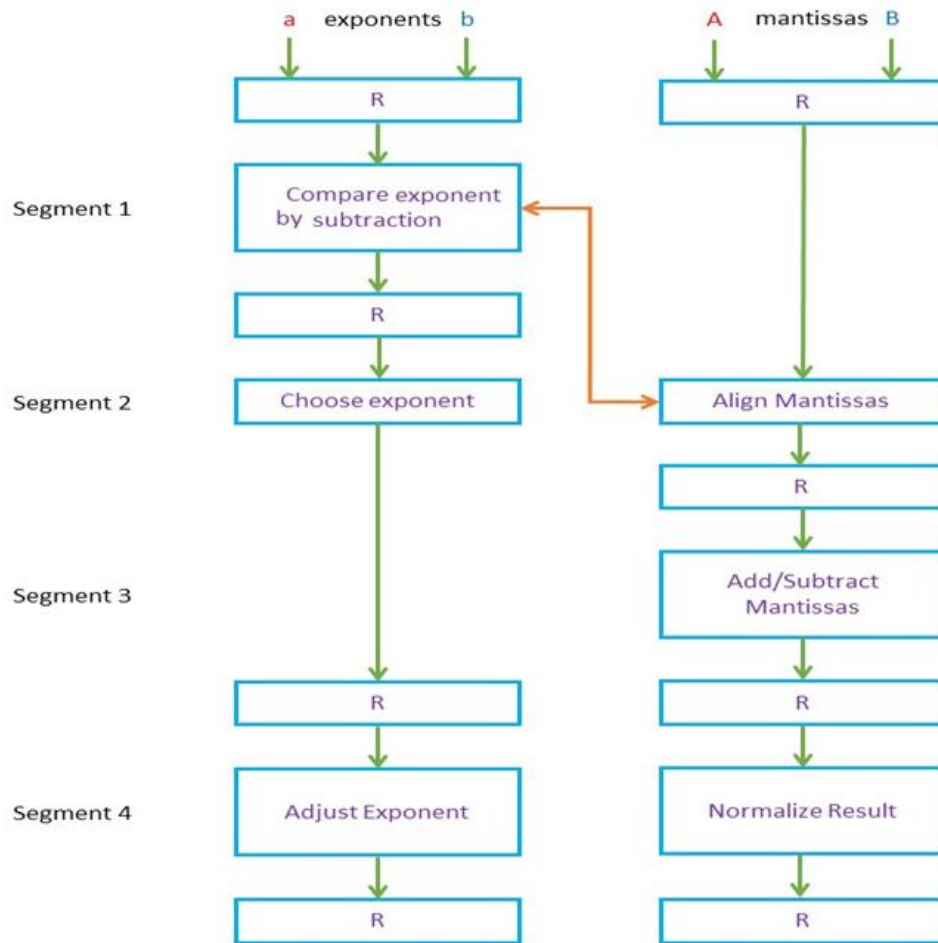 a exponents b
A mantissas B
R
R
Segment 1
Compare exponent
by subtraction
R
Segment 2
Choose exponent
Align Mantissas
R
Segment 3
Add/Subtract
Mantissas
R
R
Segment 4
Adjust Exponent
Normalize Result
R
R